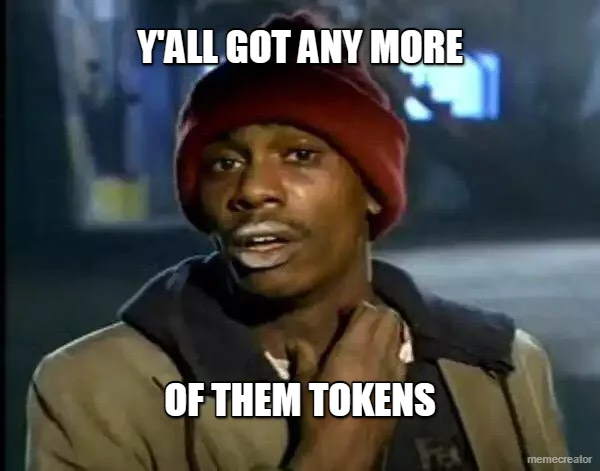 Y'ALL GOT ANY MORE
OF THEM TOKENS
memecreator